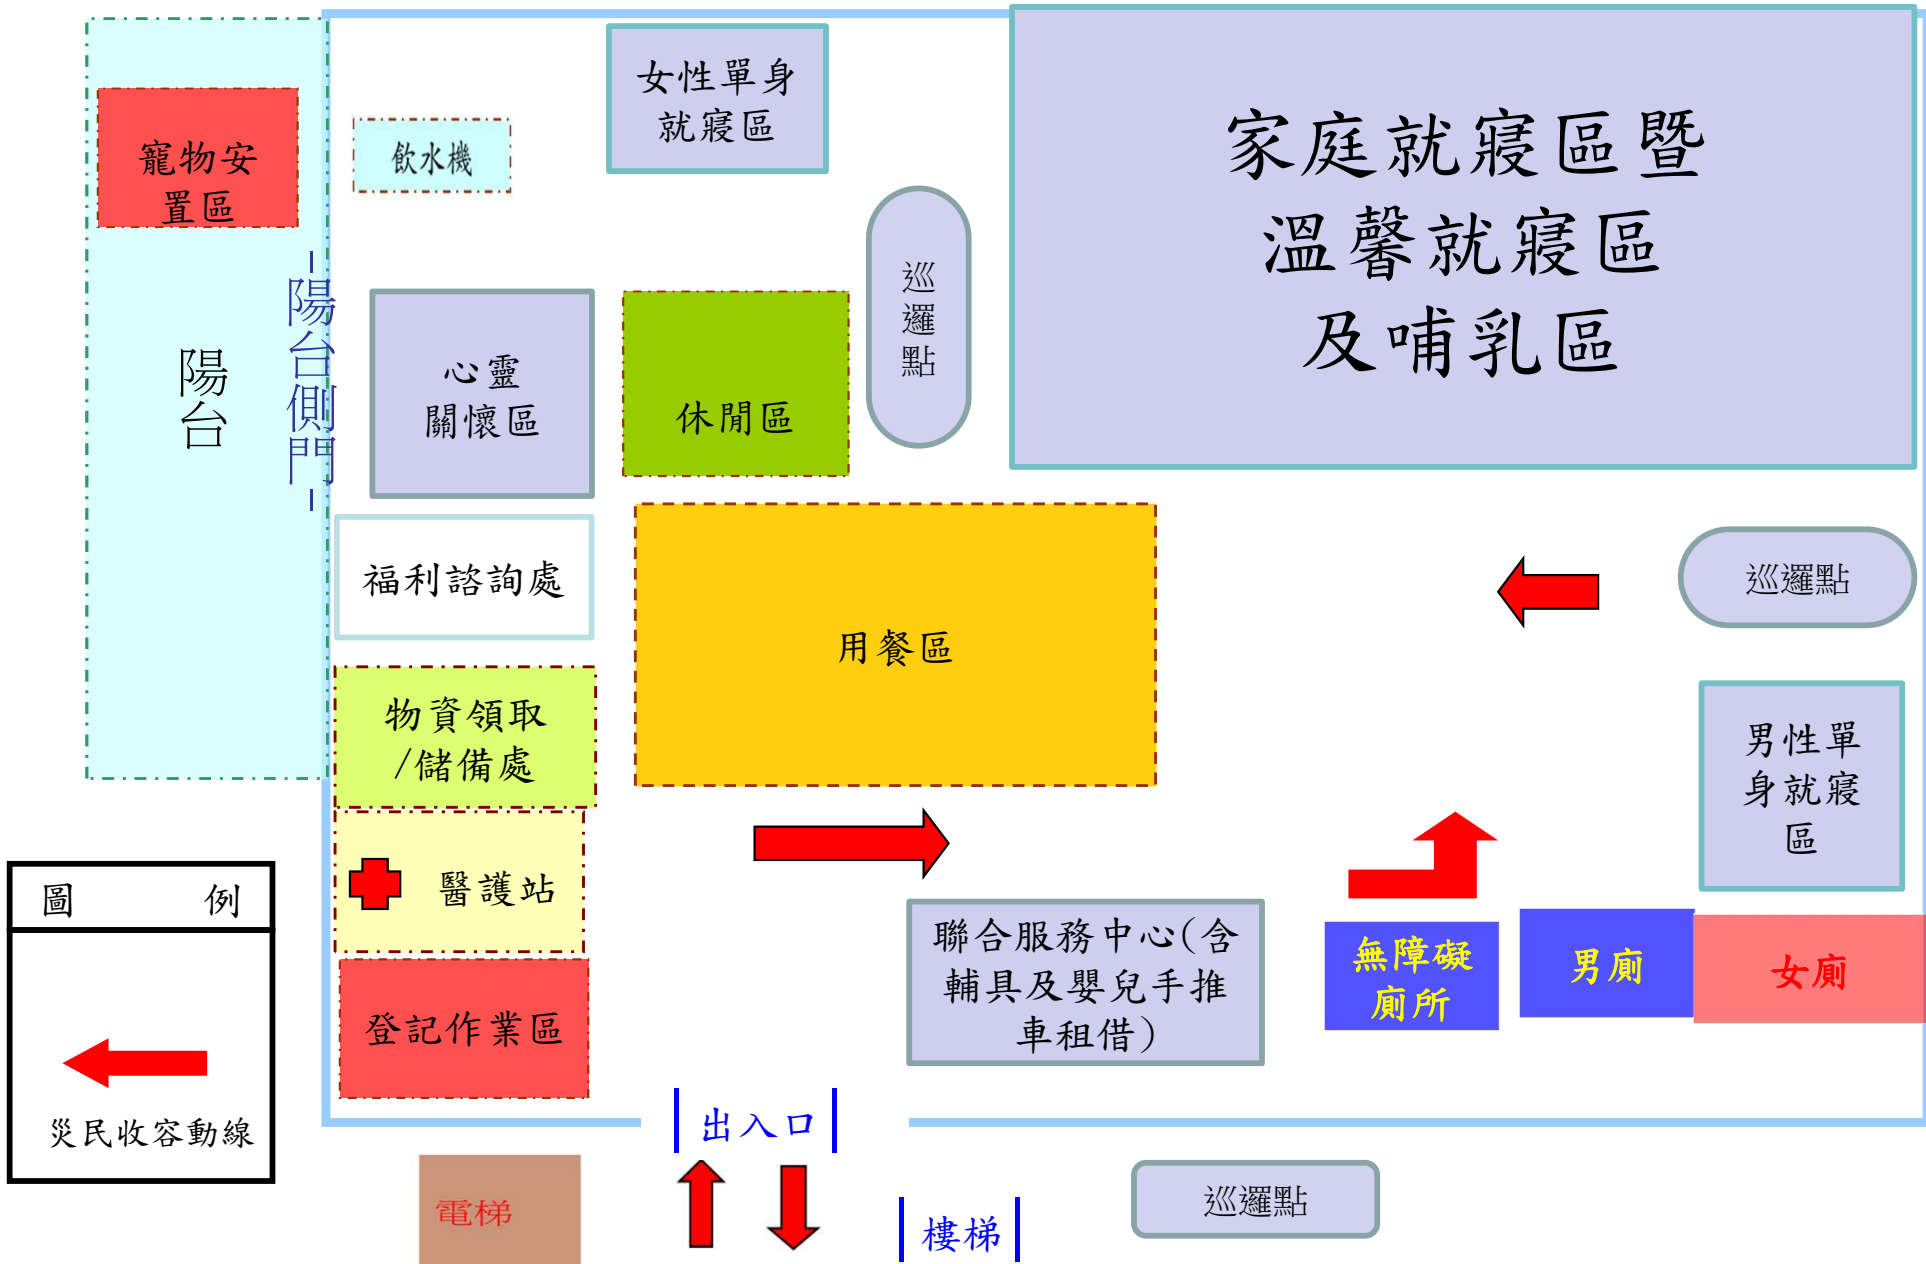 女性單身
就寢區
家庭就寢區暨
溫馨就寢區
及哺乳區
寵物安
置區
飲水機
巡邏點
陽台側門
陽台
心靈
關懷區
休閒區
福利諮詢處
用餐區
巡邏點
物資領取
/儲備處
男性單
身就寢
區
醫護站
聯合服務中心(含
輔具及嬰兒手推
車租借)
無障礙
廁所
男廁
女廁
登記作業區
圖 例
災民收容動線
出入口
電梯
樓梯
巡邏點